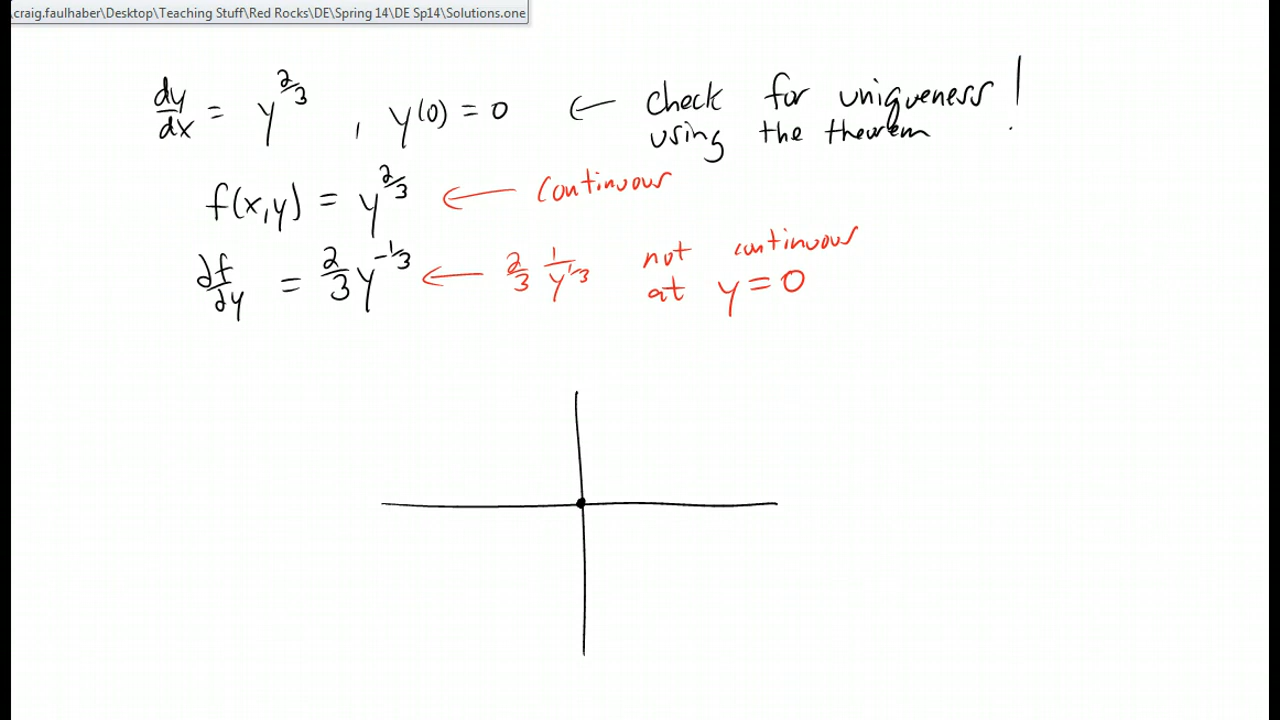 .craig.faulhaber\Desktop\Teaching Stuff\Red Rocks\DE\Spring 14\DE Sp14\Solutions.one
dy/dx = y^{2/3} , y(0) = 0 ← check for uniqueness !
using the theorem
f(x,y) = y^{2/3} ← continuous
∂f/∂y = 2/3 y^{-1/3} ← 2/3 1/y^{1/3} not continuous
at y = 0